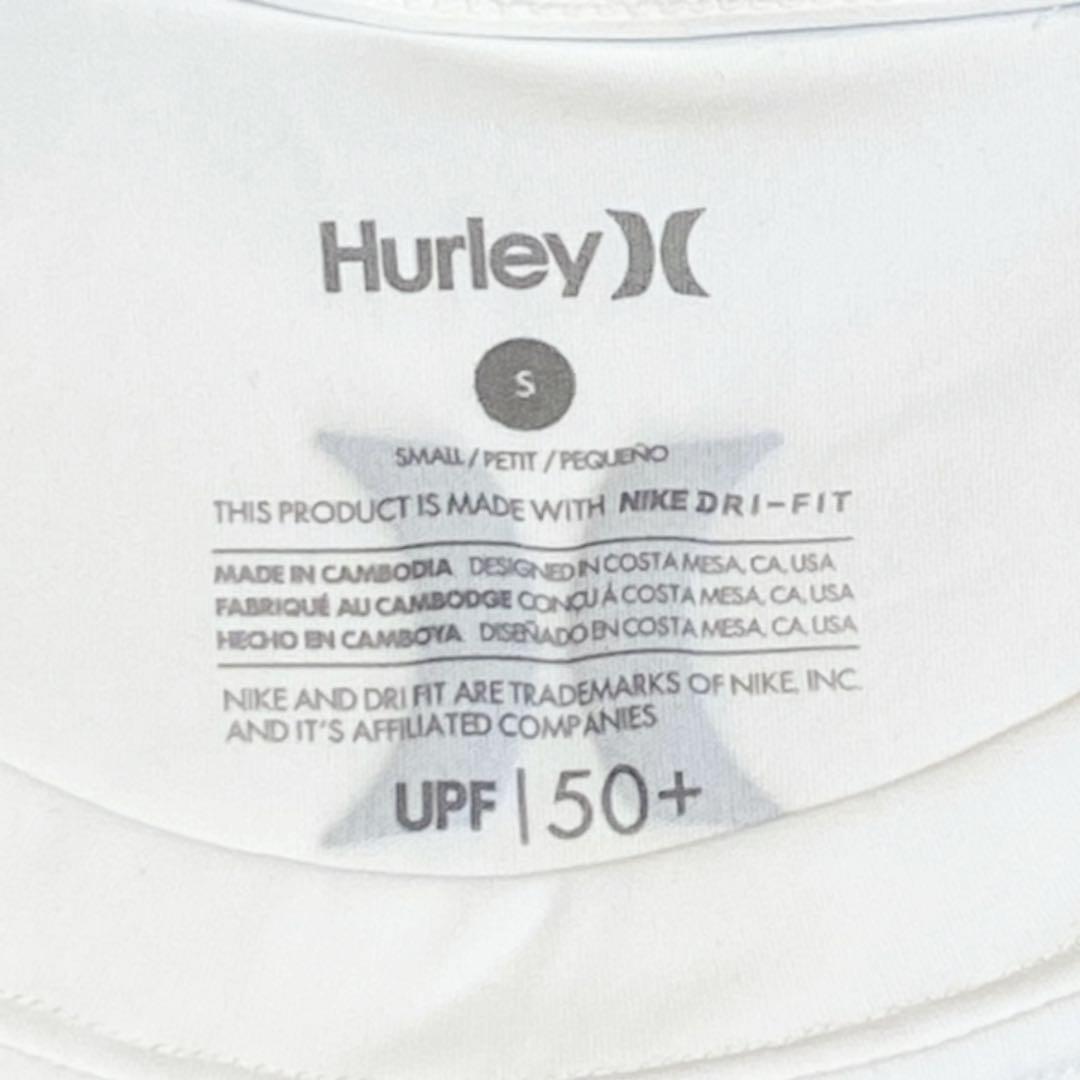 Hurley
S
SMALL / PETIT / PEQUEÑO
THIS PRODUCT IS MADE WITH NIKE DRI-FIT
MADE IN CAMBODIA DESIGNED IN COSTA MESA, CA, USA
FABRIQUÉ AU CAMBODGE CONÇU Á COSTA MESA, CA, USA
HECHO EN CAMBOYA DISEÑADO EN COSTA MESA, CA, USA
NIKE AND DRI FIT ARE TRADEMARKS OF NIKE, INC.
AND IT'S AFFILIATED COMPANIES
UPF | 50+